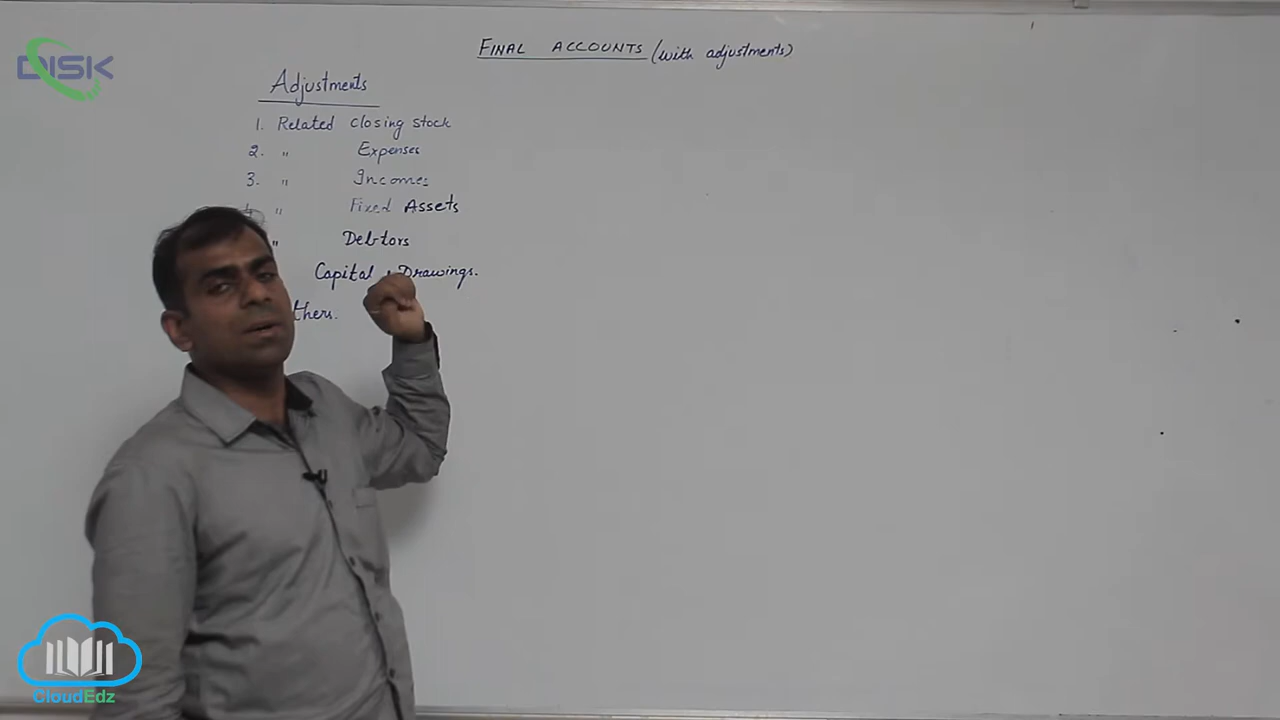 DISK
FINAL ACCOUNTS (with adjustments)
Adjustments
1. Related closing stock
2. " Expenses
3. " Incomes
4. " Fixed Assets
" Debtors
Capital & Drawings.
thers.
CloudEdz